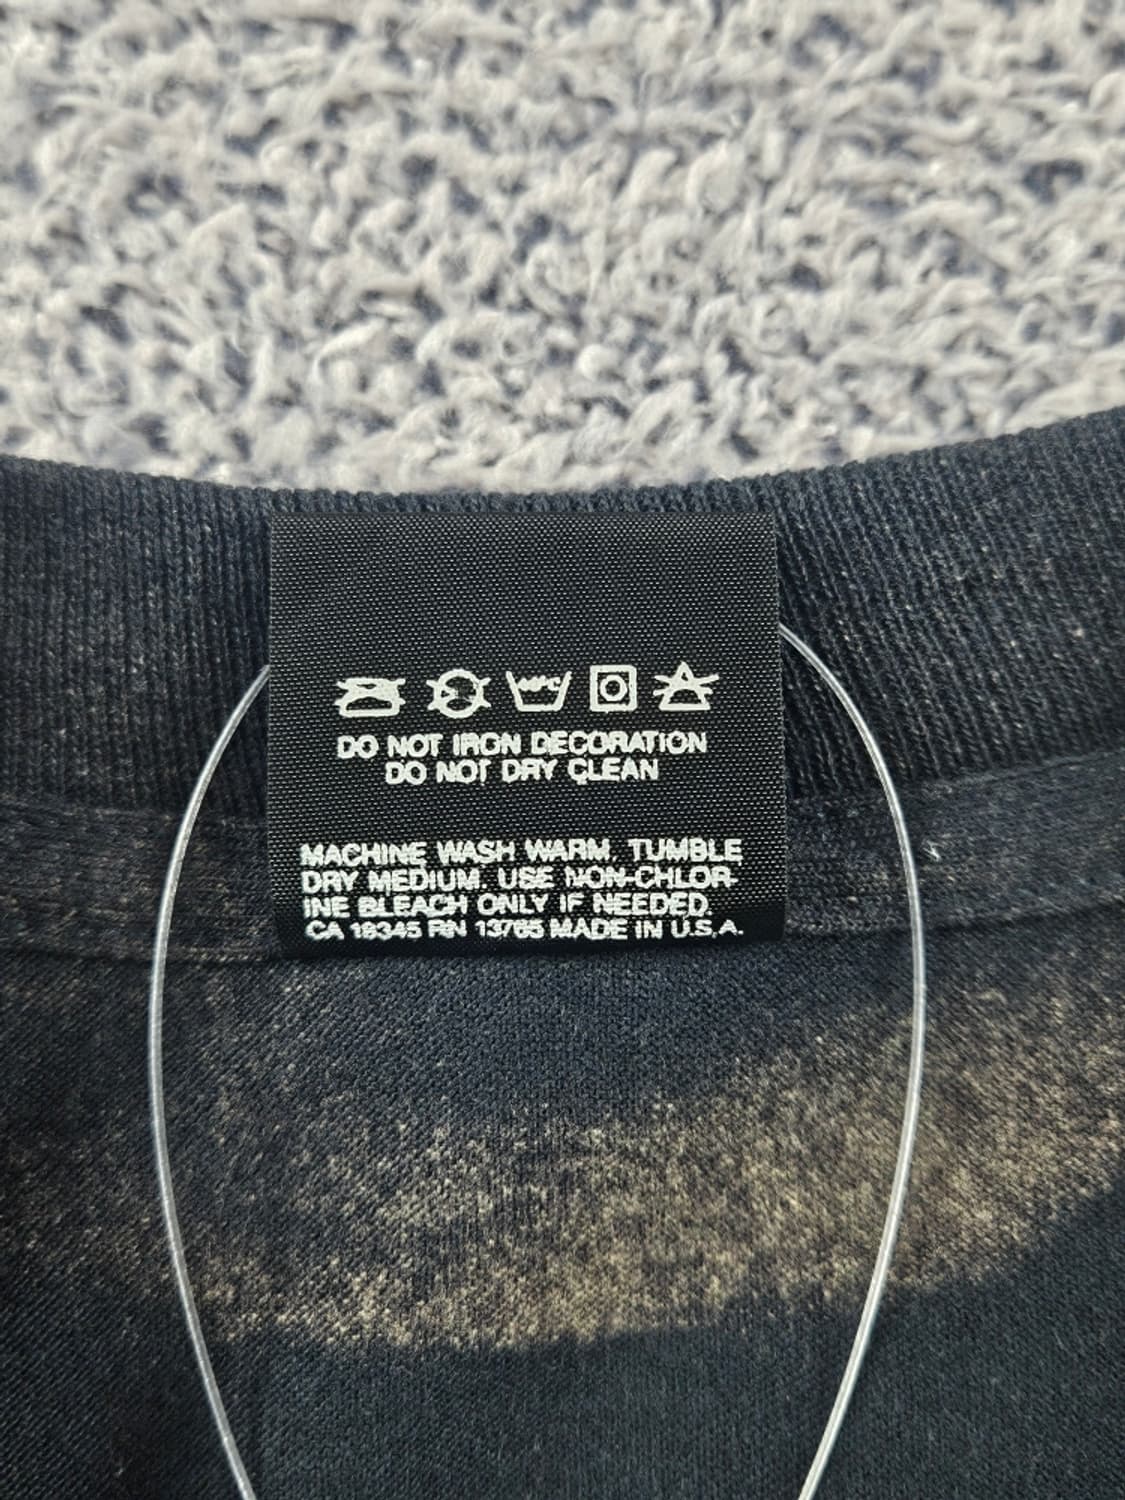 DO NOT IRON DECORATION
DO NOT DRY CLEAN
MACHINE WASH WARM, TUMBLE
DRY MEDIUM. USE NON-CHLOR-
INE BLEACH ONLY IF NEEDED.
CA 19345 RN 13765 MADE IN U.S.A.